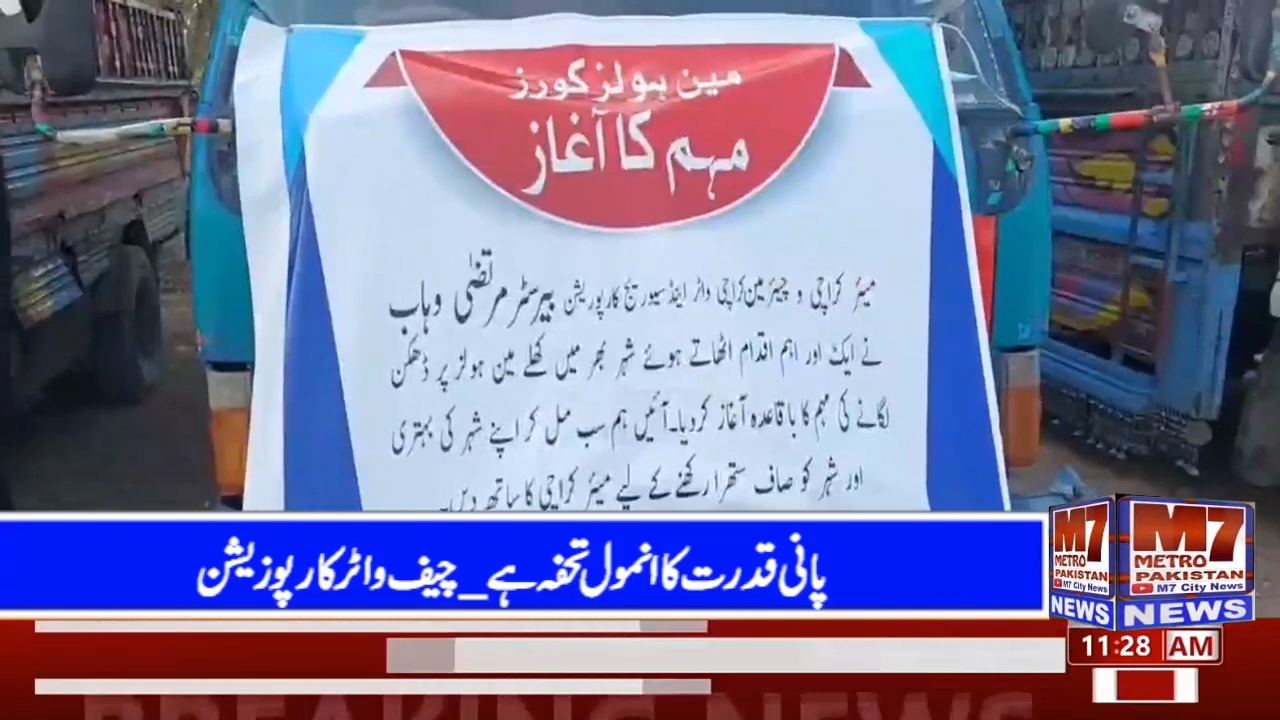 مین ہولز کورز
مہم کا آغاز
میئر کراچی و چیئرمین کراچی واٹر اینڈ سیوریج کارپوریشن بیرسٹر مرتضیٰ وہاب
نے ایک اور اہم اقدام اٹھاتے ہوئے شہر بھر میں کھلے مین ہولز پر ڈھکن
لگانے کی مہم کا باقاعدہ آغاز کردیا۔ آئیں ہم سب مل کر اپنے شہر کی بہتری
اور شہر کو صاف ستھرا رکھنے کے لیے میئر کراچی کا ساتھ دیں۔
پانی قدرت کا انمول تحفہ ہے_چیف واٹر کارپوزیشن
M7
METRO
PAKISTAN
M7 City News
NEWS
M7
METRO
PAKISTAN
M7 City News
NEWS
11:28 AM
BREAKING NEWS